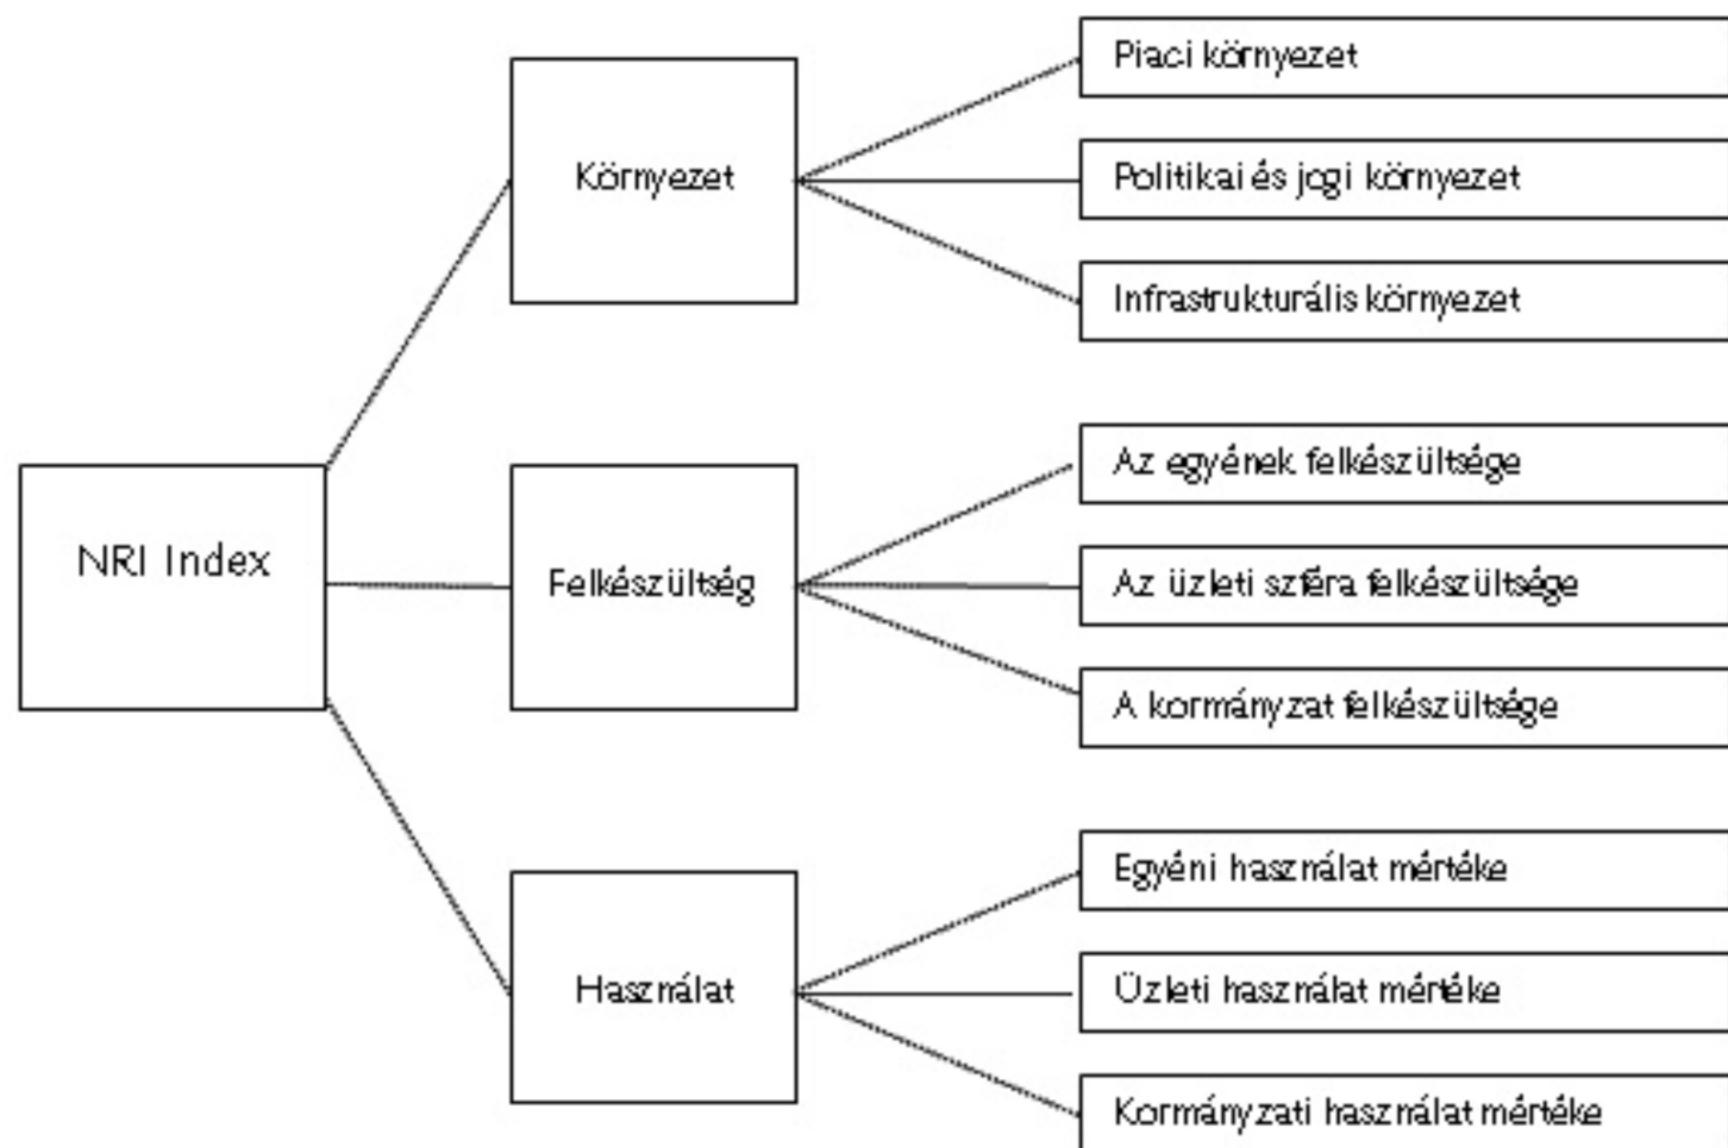 NRI Index
Környezet
Piaci környezet
Politikai és jogi környezet
Infrastrukturális környezet
Felkészültség
Az egyének felkészültsége
Az üzleti szféra felkészültsége
A kormányzat felkészültsége
Használat
Egyéni használat mértéke
Üzleti használat mértéke
Kormányzati használat mértéke